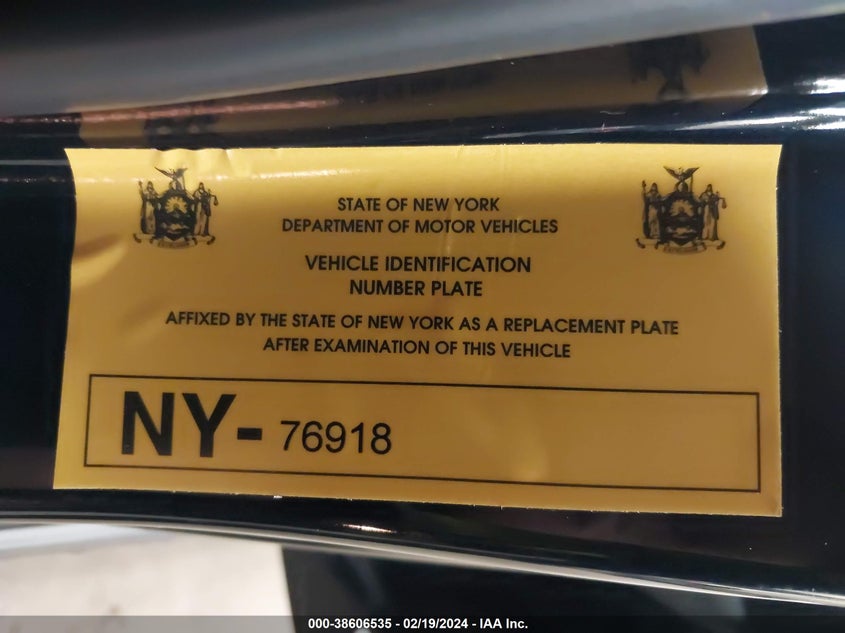 STATE OF NEW YORK
DEPARTMENT OF MOTOR VEHICLES
VEHICLE IDENTIFICATION
NUMBER PLATE
AFFIXED BY THE STATE OF NEW YORK AS A REPLACEMENT PLATE
AFTER EXAMINATION OF THIS VEHICLE
NY- 76918
000-38606535 - 02/19/2024 - IAA Inc.